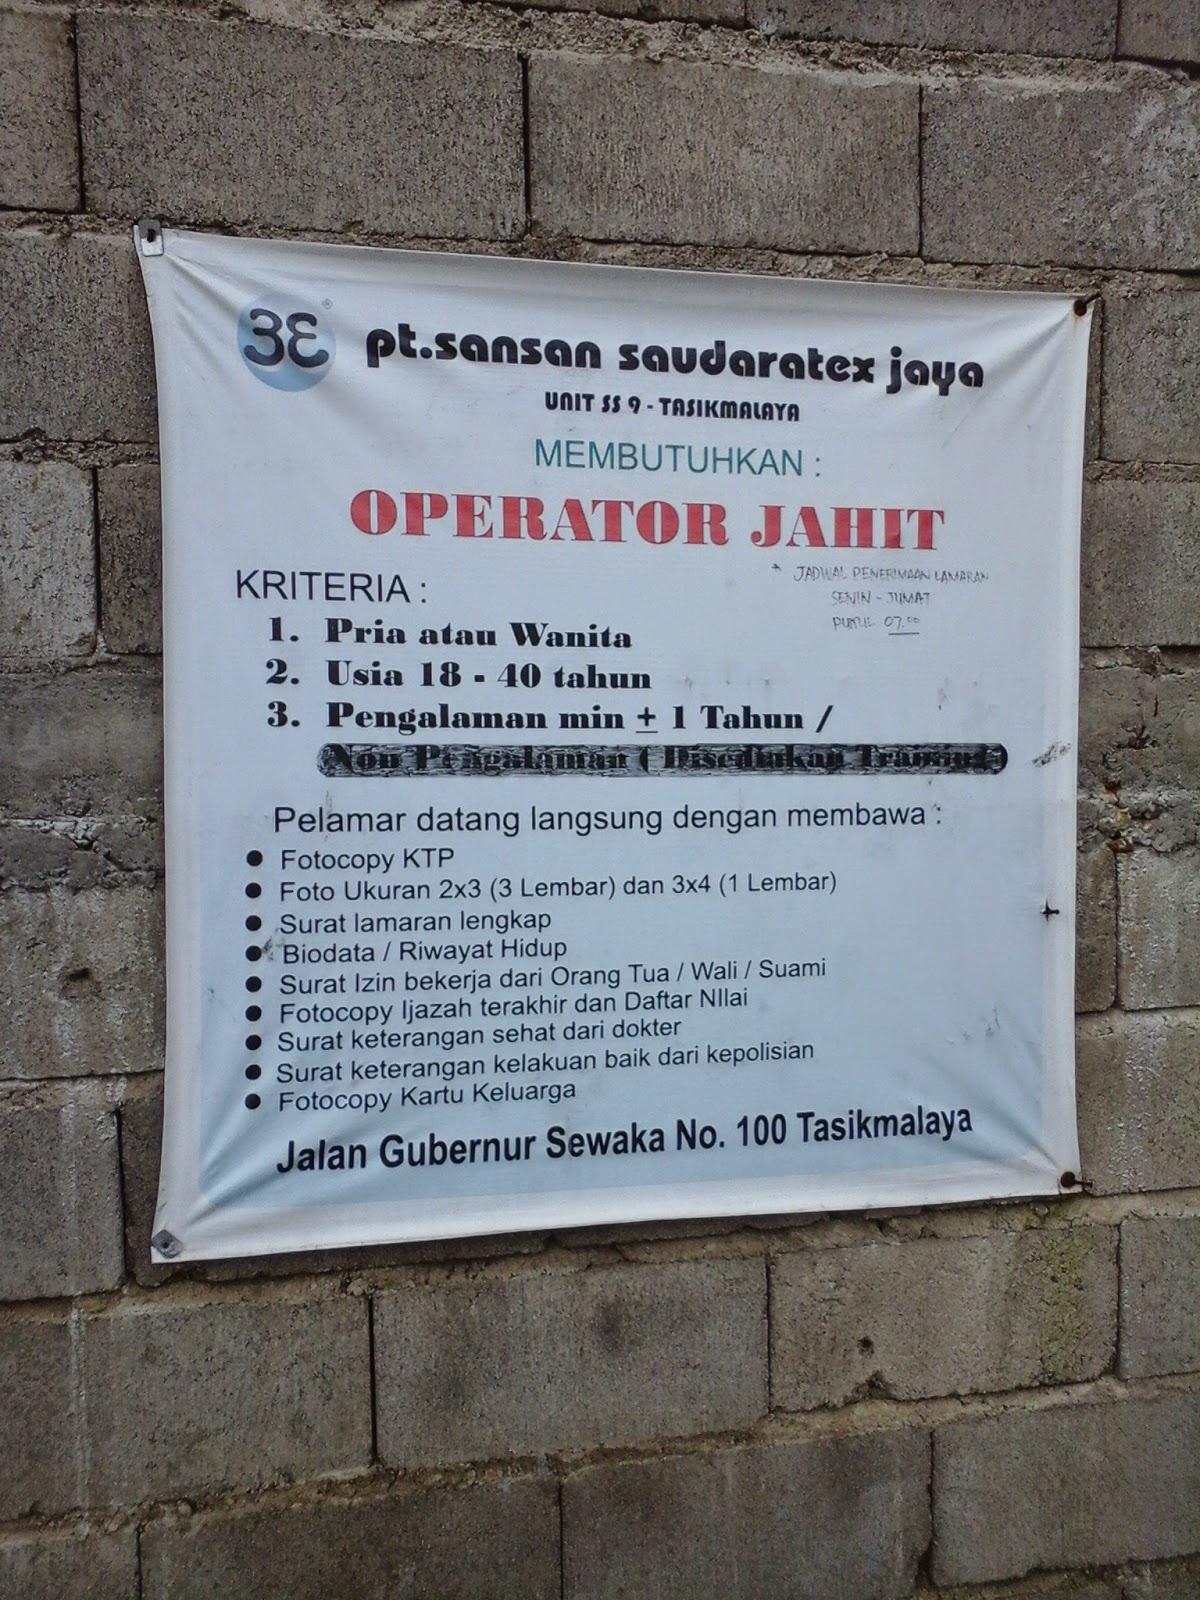 3E ®
pt.sansan saudaratex jaya
UNIT SS 9 - TASIKMALAYA
MEMBUTUHKAN :
OPERATOR JAHIT
* JADWAL PENERIMAAN LAMARAN
SENIN - JUMAT
PUKUL 07.00
KRITERIA :
1. Pria atau Wanita
2. Usia 18 - 40 tahun
3. Pengalaman min ± 1 Tahun /
Non Pengalaman ( Disediakan Training )
Pelamar datang langsung dengan membawa :
● Fotocopy KTP
● Foto Ukuran 2x3 (3 Lembar) dan 3x4 (1 Lembar)
● Surat lamaran lengkap
● Biodata / Riwayat Hidup
● Surat Izin bekerja dari Orang Tua / Wali / Suami
● Fotocopy Ijazah terakhir dan Daftar NIlai
● Surat keterangan sehat dari dokter
● Surat keterangan kelakuan baik dari kepolisian
● Fotocopy Kartu Keluarga
Jalan Gubernur Sewaka No. 100 Tasikmalaya